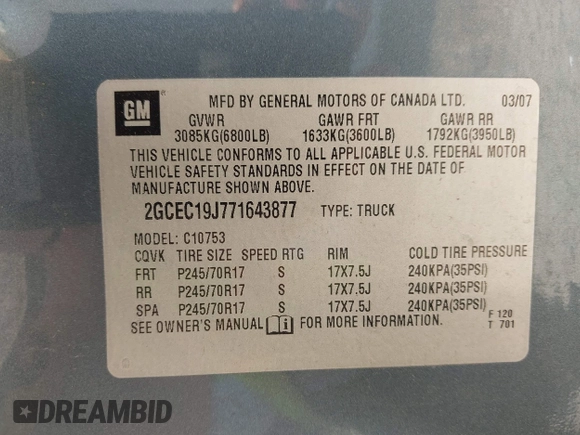 GM
MFD BY GENERAL MOTORS OF CANADA LTD. 03/07
GVWR GAWR FRT GAWR RR
3085KG(6800LB) 1633KG(3600LB) 1792KG(3950LB)
THIS VEHICLE CONFORMS TO ALL APPLICABLE U.S. FEDERAL MOTOR
VEHICLE SAFETY STANDARDS IN EFFECT ON THE DATE OF
MANUFACTURE SHOWN ABOVE.
2GCEC19J771643877 TYPE: TRUCK
MODEL: C10753
CQVK TIRE SIZE SPEED RTG RIM COLD TIRE PRESSURE
FRT P245/70R17 S 17X7.5J 240KPA(35PSI)
RR P245/70R17 S 17X7.5J 240KPA(35PSI)
SPA P245/70R17 S 17X7.5J 240KPA(35PSI)
SEE OWNER'S MANUAL FOR MORE INFORMATION.
F 120
T 701
DREAMBID